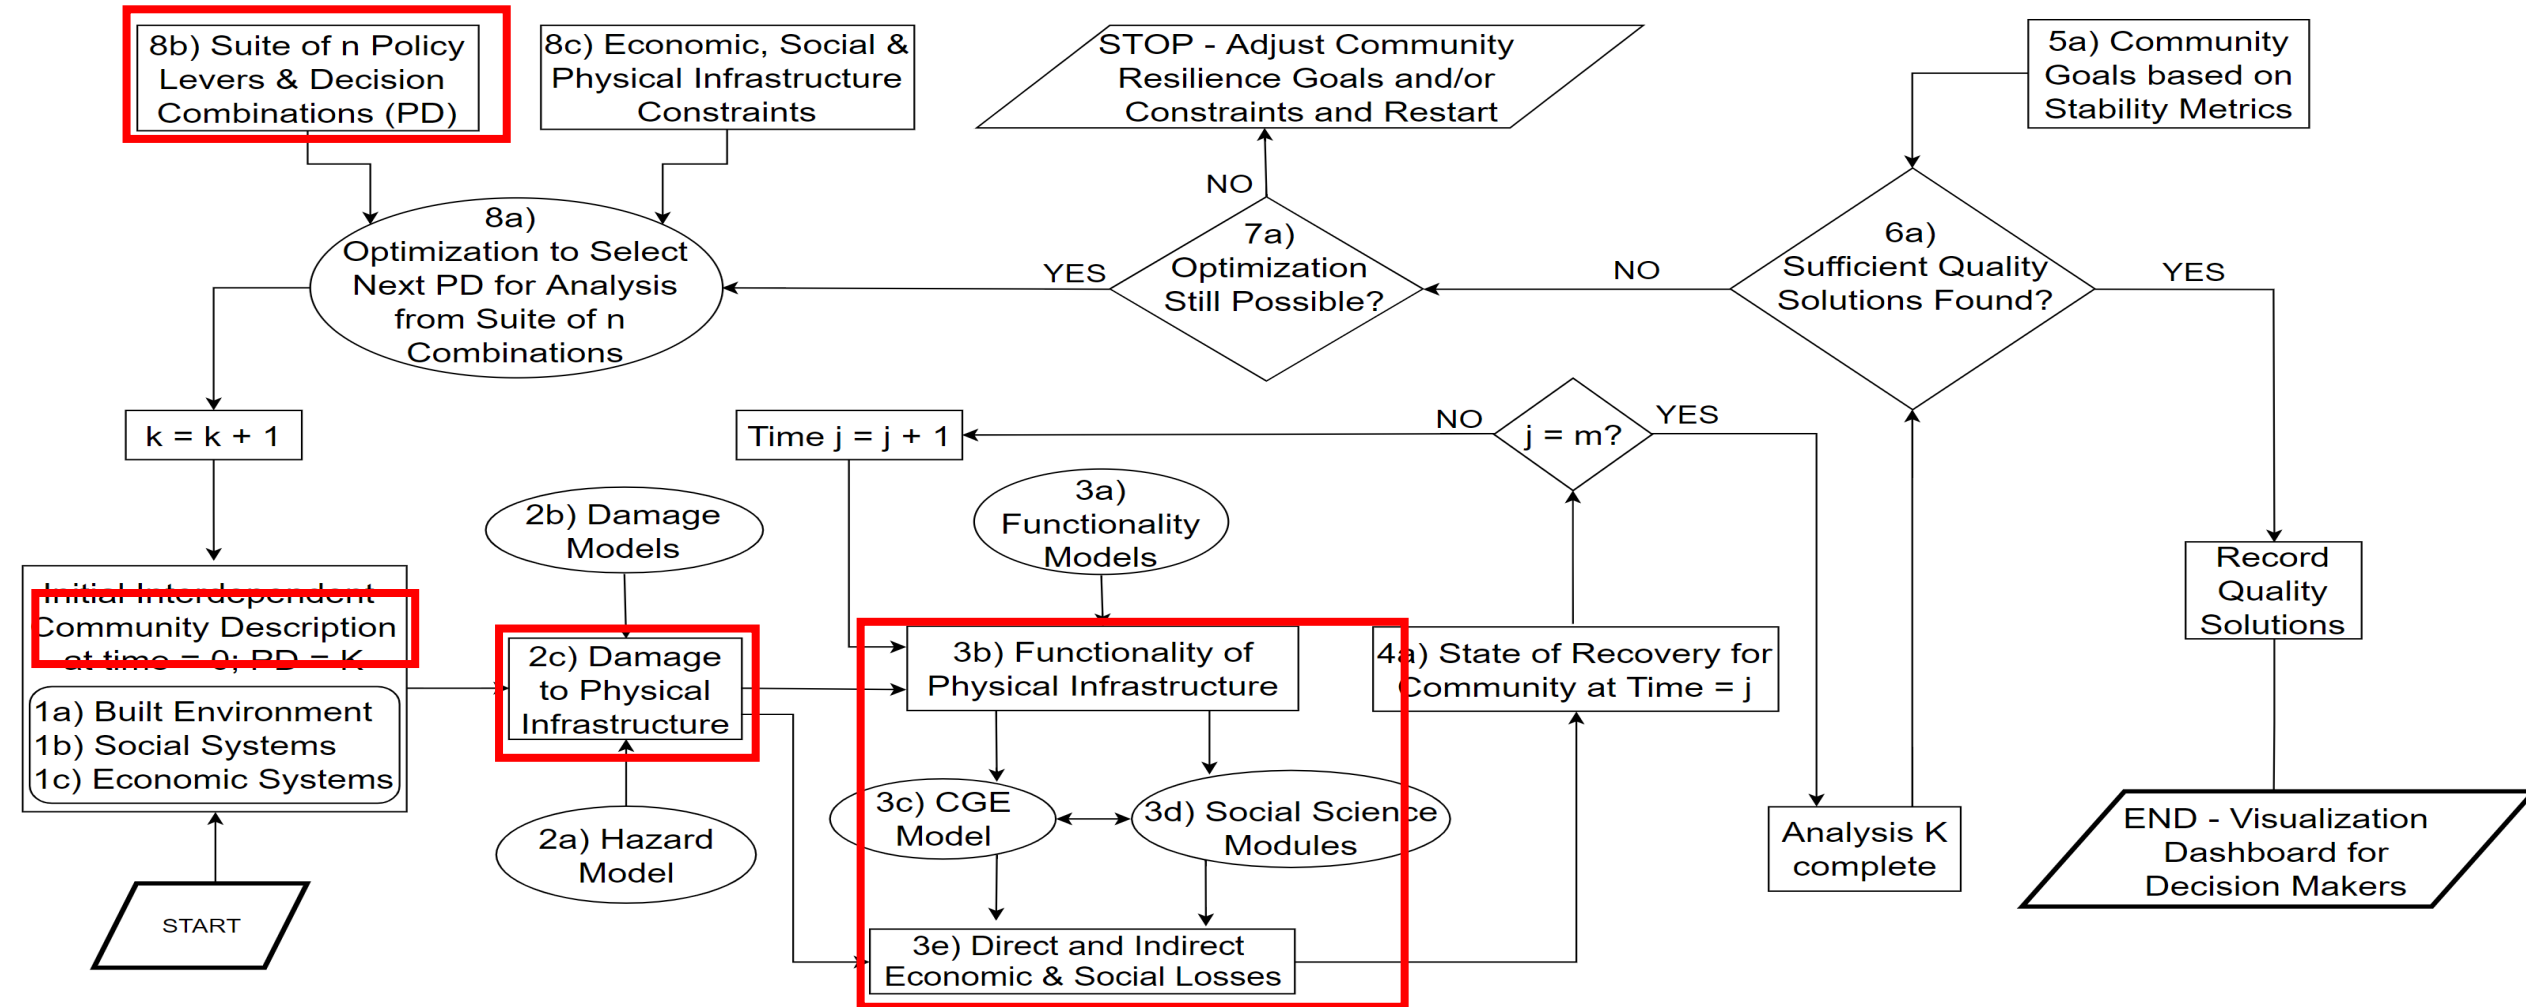 8b) Suite of n Policy
Levers & Decision
Combinations (PD)
8c) Economic, Social &
Physical Infrastructure
Constraints
STOP - Adjust Community
Resilience Goals and/or
Constraints and Restart
5a) Community
Goals based on
Stability Metrics
8a)
Optimization to Select
Next PD for Analysis
from Suite of n
Combinations
YES
7a)
Optimization
Still Possible?
NO
NO
6a)
Sufficient Quality
Solutions Found?
YES
k = k + 1
Time j = j + 1
NO
j = m?
YES
2b) Damage
Models
3a)
Functionality
Models
Record
Quality
Solutions
Initial Interdependent
Community Description
at time = 0; PD = K
1a) Built Environment
1b) Social Systems
1c) Economic Systems
2c) Damage
to Physical
Infrastructure
3b) Functionality of
Physical Infrastructure
4a) State of Recovery for
Community at Time = j
2a) Hazard
Model
3c) CGE
Model
3d) Social Science
Modules
Analysis K
complete
END - Visualization
Dashboard for
Decision Makers
START
3e) Direct and Indirect
Economic & Social Losses